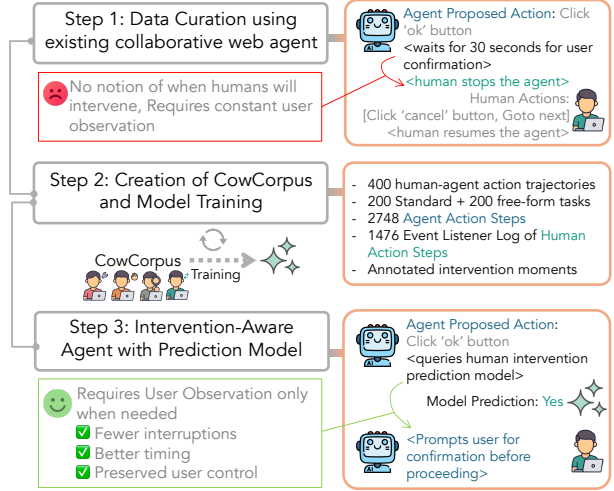 Step 1: Data Curation using
existing collaborative web agent
Agent Proposed Action: Click
'ok' button
<waits for 30 seconds for user
confirmation>
<human stops the agent>
Human Actions:
[Click 'cancel' button, Goto next]
<human resumes the agent>
No notion of when humans will
intervene, Requires constant user
observation
Step 2: Creation of CowCorpus
and Model Training
- 400 human-agent action trajectories
- 200 Standard + 200 free-form tasks
- 2748 Agent Action Steps
- 1476 Event Listener Log of Human
Action Steps
- Annotated intervention moments
CowCorpus
Training
Step 3: Intervention-Aware
Agent with Prediction Model
Agent Proposed Action:
Click 'ok' button
<queries human intervention
prediction model>
Model Prediction: Yes
<Prompts user for
confirmation before
proceeding>
Requires User Observation only
when needed
✅ Fewer interruptions
✅ Better timing
✅ Preserved user control
AI
AI
AI